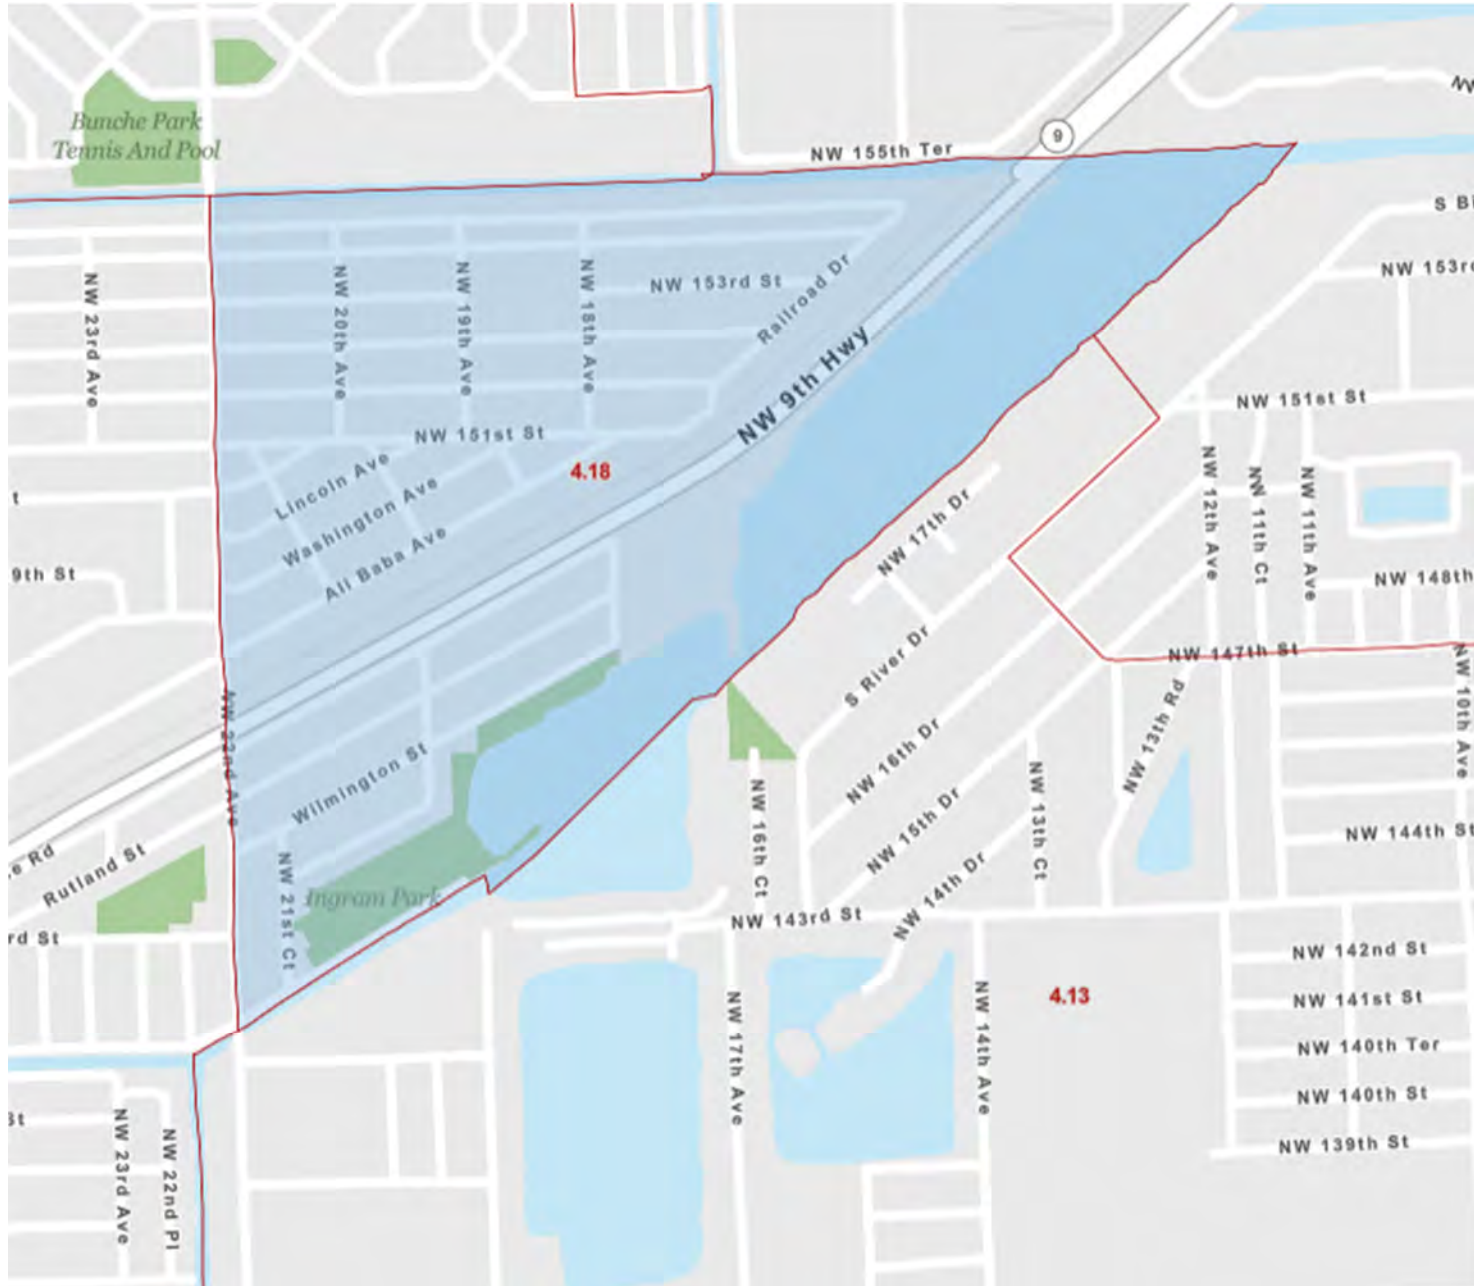 NW
Bunche Park
Tennis And Pool
9
NW 155th Ter
S Bl
NW 153rd
NW 23rd Ave
NW 20th Ave
NW 19th Ave
NW 18th Ave
NW 153rd St
Railroad Dr
NW 9th Hwy
NW 151st St
NW 151st St
4.18
Lincoln Ave
Washington Ave
Ali Baba Ave
t
9th St
NW 17th Dr
NW 12th Ave
NW 11th Ct
NW 11th Ave
NW 148th
S River Dr
NW 147th St
NW 10th Ave
NW 13th Rd
NW 22nd Ave
Wilmington St
NW 16th Dr
NW 16th Ct
NW 15th Dr
NW 13th Ct
NW 144th St
e Rd
Rutland St
NW 21st Ct
Ingram Park
NW 14th Dr
NW 143rd St
rd St
NW 142nd St
NW 17th Ave
NW 14th Ave
4.13
NW 141st St
NW 140th Ter
NW 140th St
St
NW 23rd Ave
NW 22nd Pl
NW 139th St